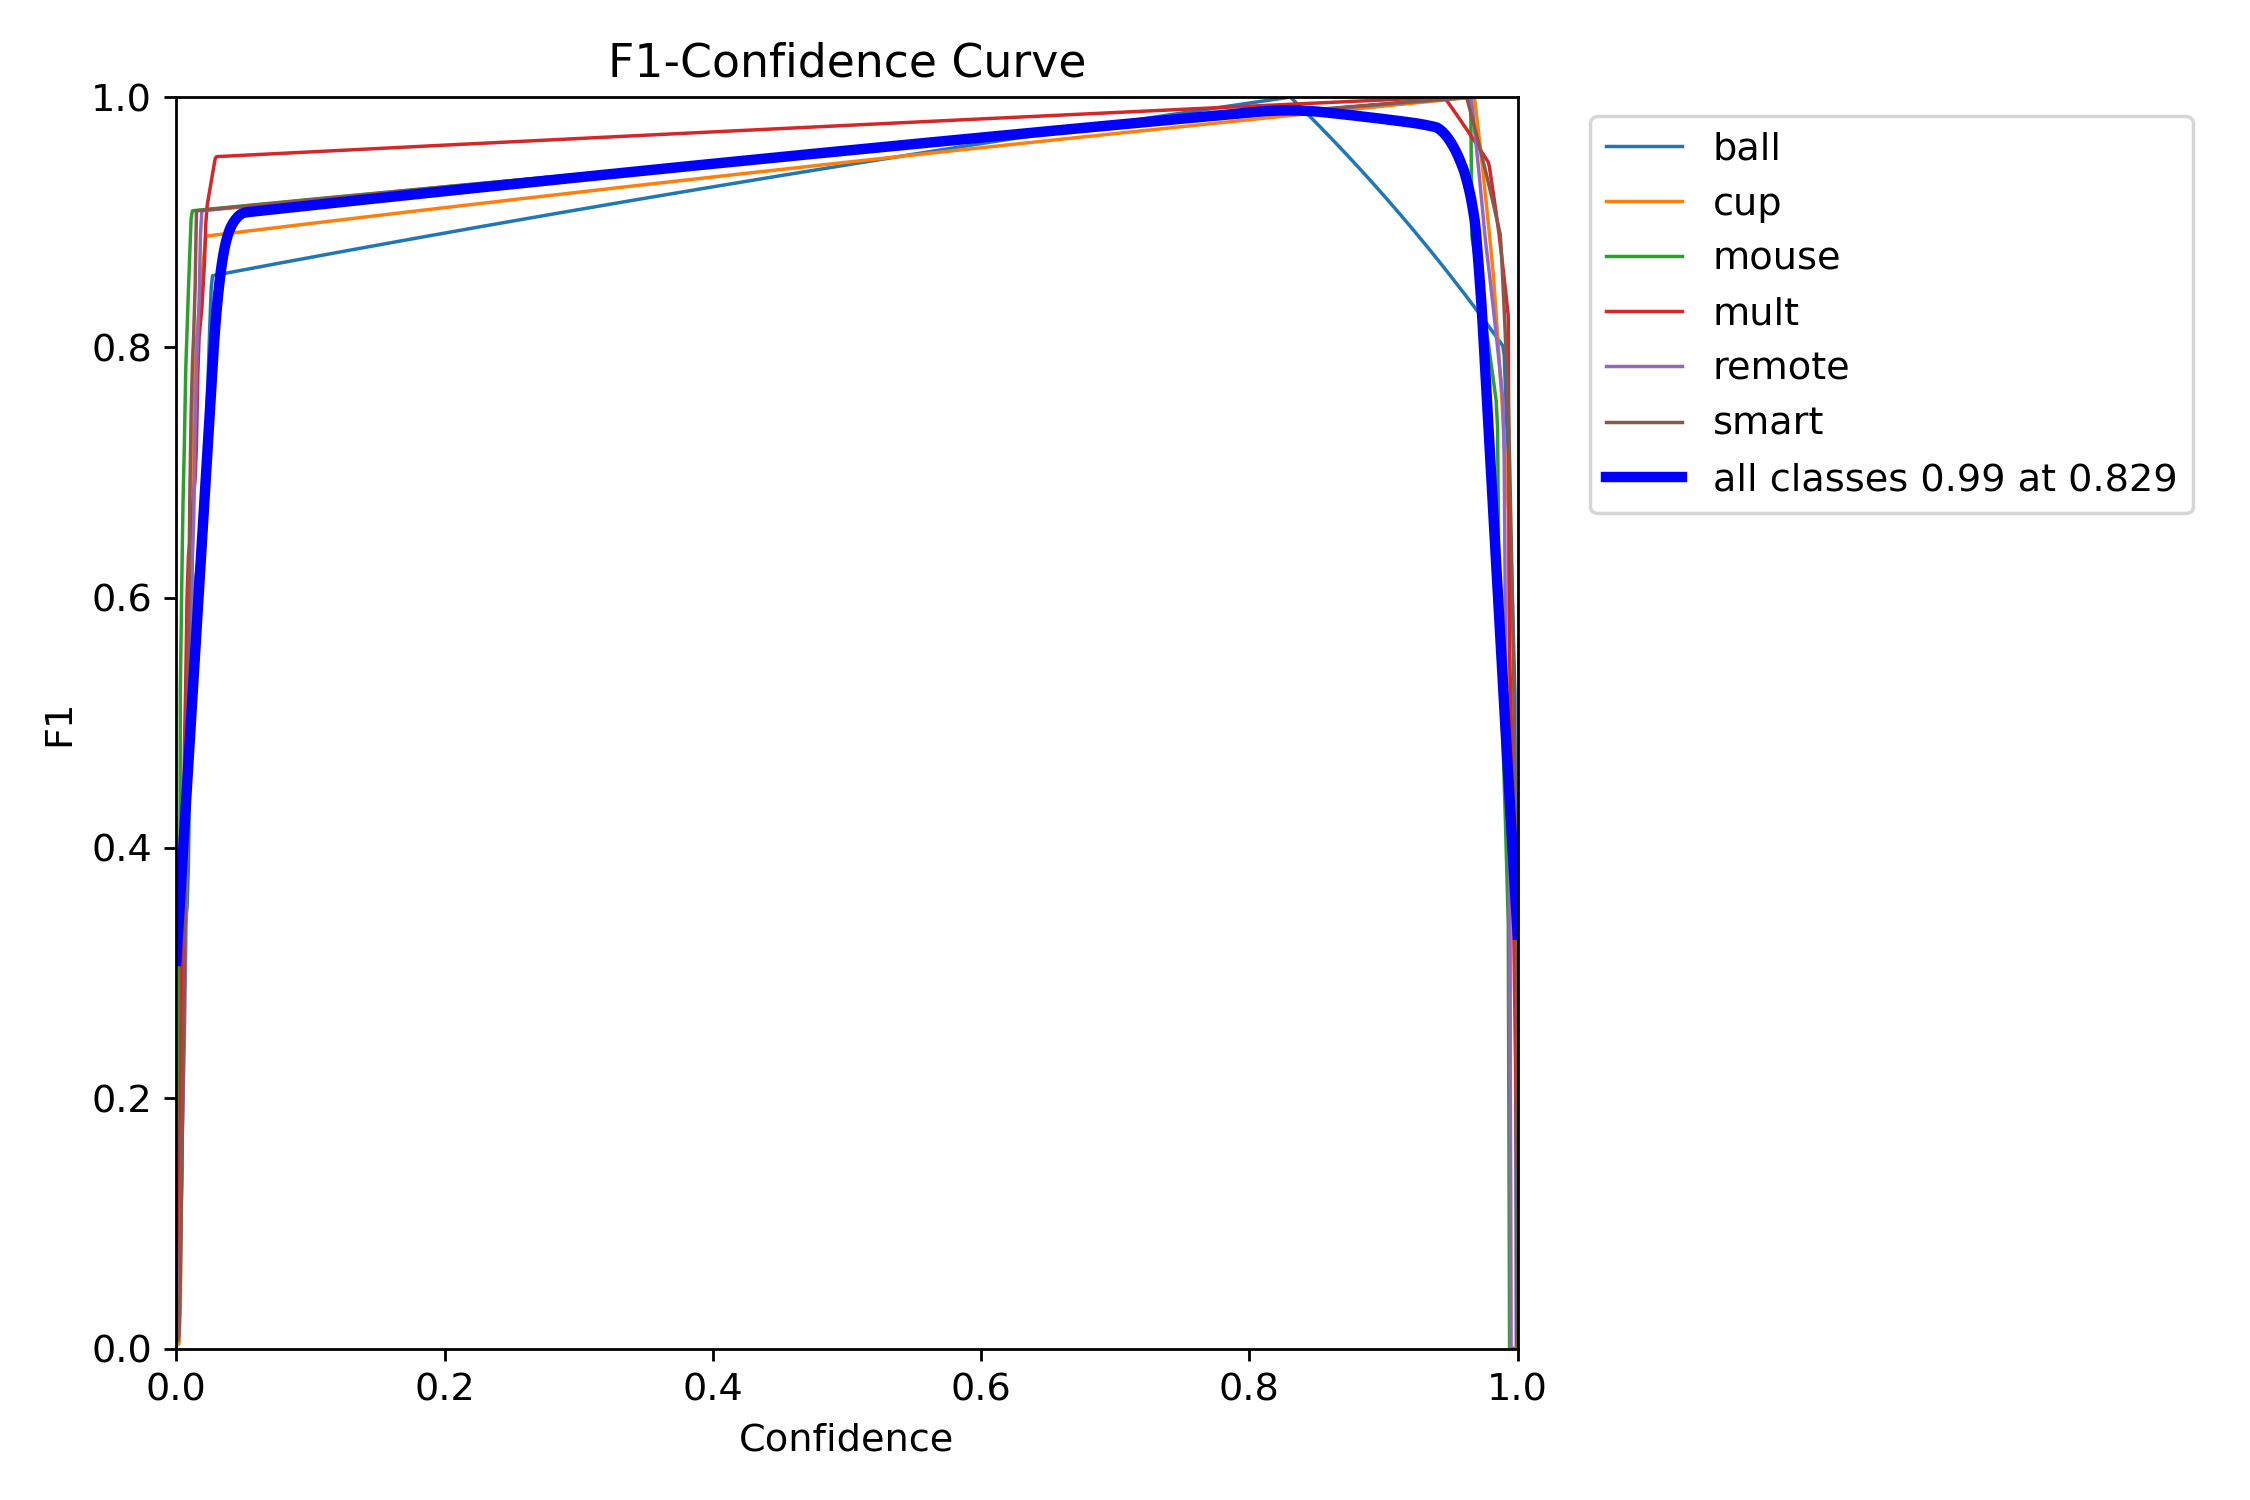 F1-Confidence Curve
1.0
0.8
0.6
0.4
0.2
0.0
F1
0.0 0.2 0.4 0.6 0.8 1.0
Confidence
ball
cup
mouse
mult
remote
smart
all classes 0.99 at 0.829